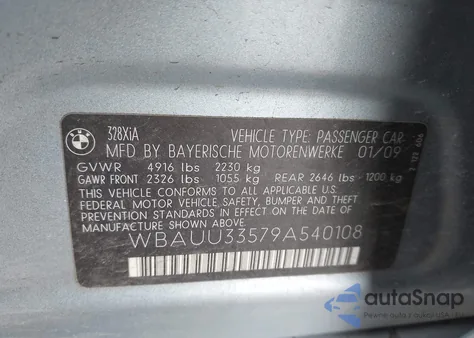 BMW
328XiA
VEHICLE TYPE: PASSENGER CAR
MFD BY BAYERISCHE MOTORENWERKE 01/09
GVWR 4916 lbs 2230 kg
GAWR FRONT 2326 lbs - 1055 kg REAR 2646 lbs - 1200 kg
THIS VEHICLE CONFORMS TO ALL APPLICABLE U.S.
FEDERAL MOTOR VEHICLE SAFETY, BUMPER AND THEFT
PREVENTION STANDARDS IN EFFECT ON THE DATE OF
MANUFACTURE SHOWN ABOVE.
WBAUU33579A540108
autoSnap